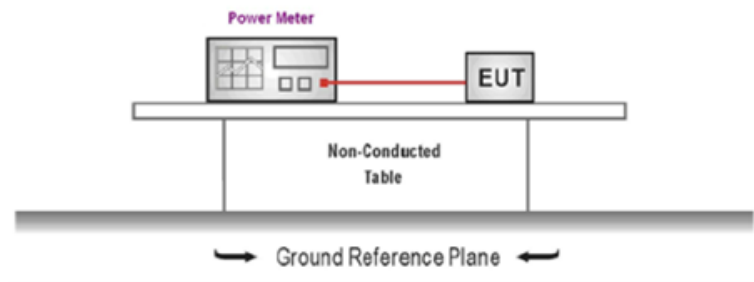 Power Meter
EUT
Non-Conducted
Table
Ground Reference Plane